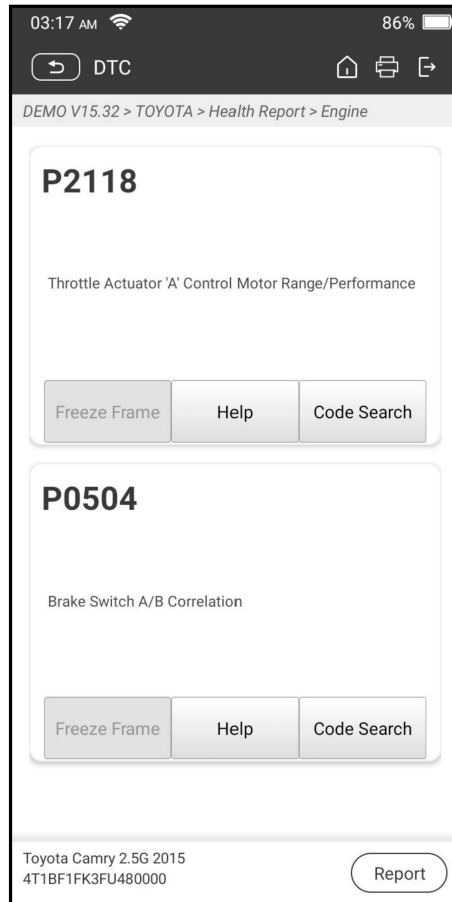 03:17 AM 86%
DTC
DEMO V15.32 > TOYOTA > Health Report > Engine
P2118
Throttle Actuator 'A' Control Motor Range/Performance
Freeze Frame Help Code Search
P0504
Brake Switch A/B Correlation
Freeze Frame Help Code Search
Toyota Camry 2.5G 2015
4T1BF1FK3FU480000
Report